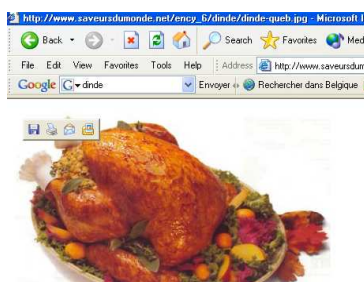 http://www.saveursdumonde.net/ency_6/dinde/dinde-queb.jpg - Microsoft I
Back Search Favorites Med
File Edit View Favorites Tools Help Address http://www.saveursdum
Google G dinde Envoyer Rechercher dans Belgique